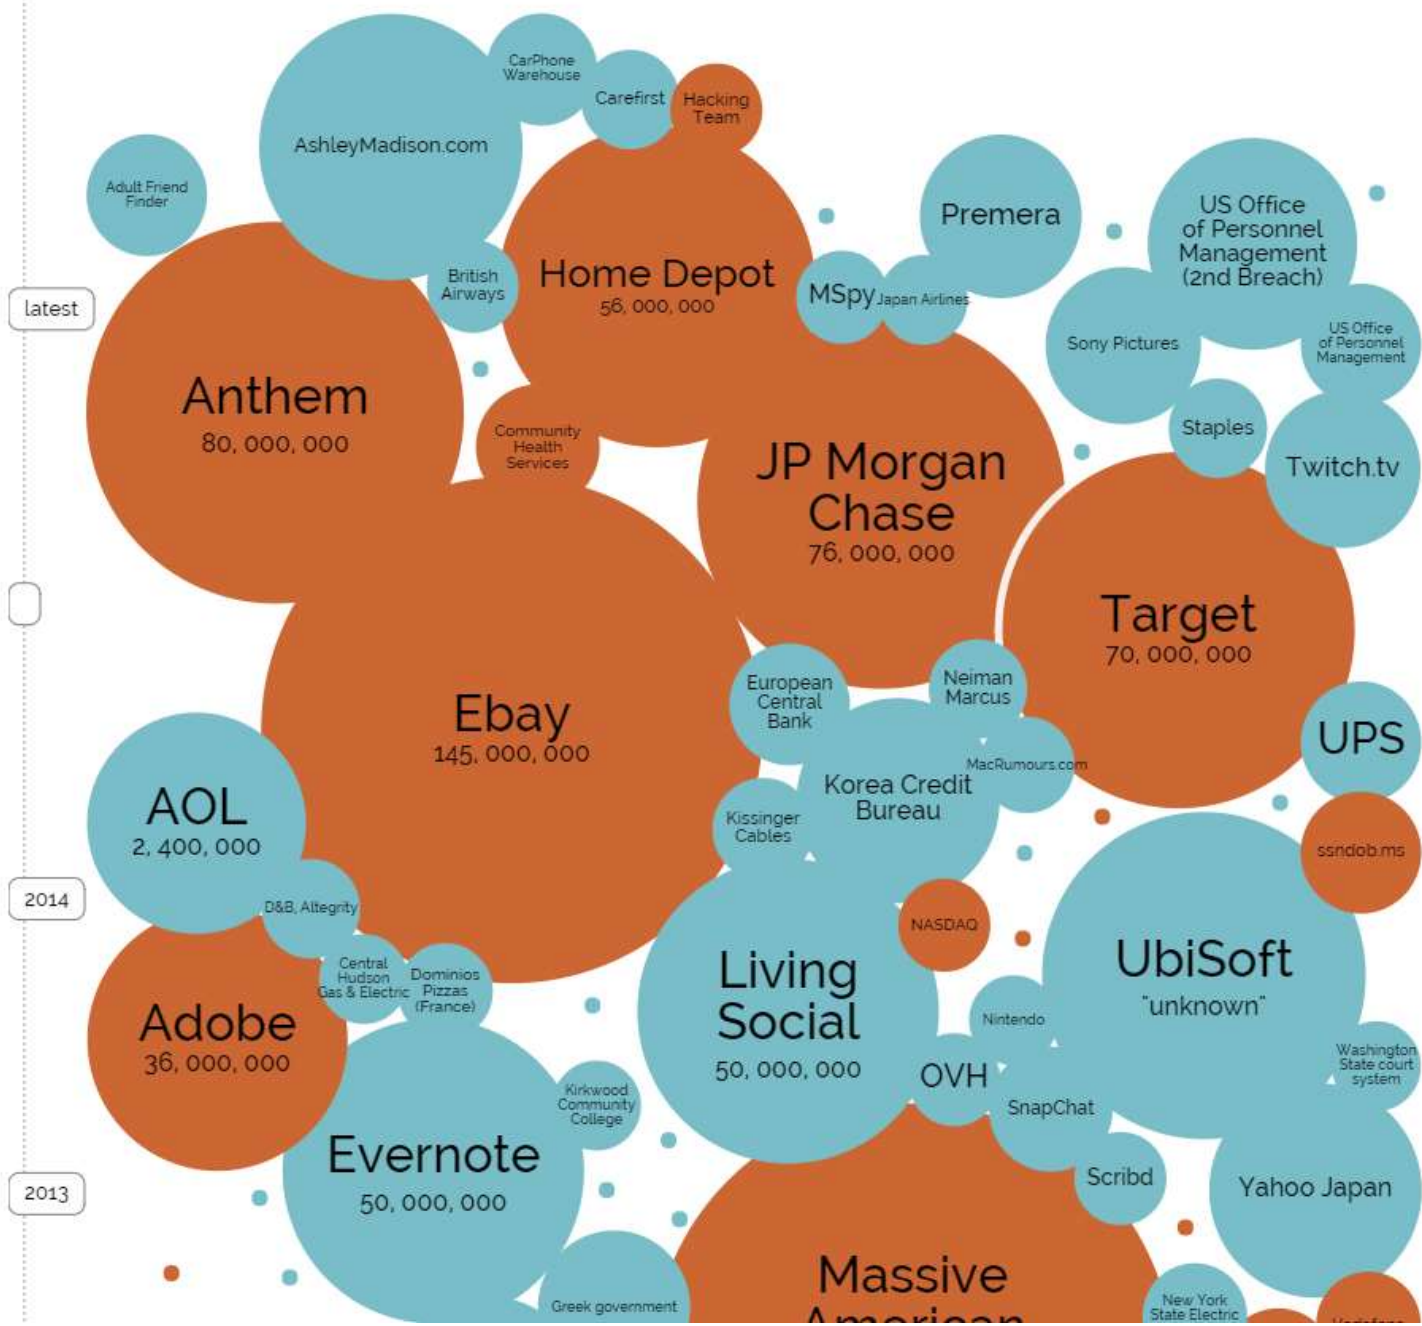 CarPhone
Warehouse
Carefirst
Hacking
Team
AshleyMadison.com
Adult Friend
Finder
Premera
US Office
of Personnel
Management
(2nd Breach)
British
Airways
Home Depot
56, 000, 000
MSpy
Japan Airlines
latest
Sony Pictures
US Office
of Personnel
Management
Anthem
80, 000, 000
Community
Health
Services
JP Morgan
Chase
76, 000, 000
Staples
Twitch.tv
Target
70, 000, 000
European
Central
Bank
Neiman
Marcus
Ebay
145, 000, 000
UPS
MacRumours.com
Korea Credit
Bureau
AOL
2, 400, 000
Kissinger
Cables
ssndob.ms
2014
D&B, Altegrity
NASDAQ
Central
Hudson
Gas & Electric
Dominios
Pizzas
(France)
Living
Social
50, 000, 000
UbiSoft
"unknown"
Adobe
36, 000, 000
Nintendo
OVH
Washington
State court
system
Kirkwood
Community
College
SnapChat
Evernote
50, 000, 000
Scribd
Yahoo Japan
2013
Massive
American
Greek government
New York
State Electric
Vodafone